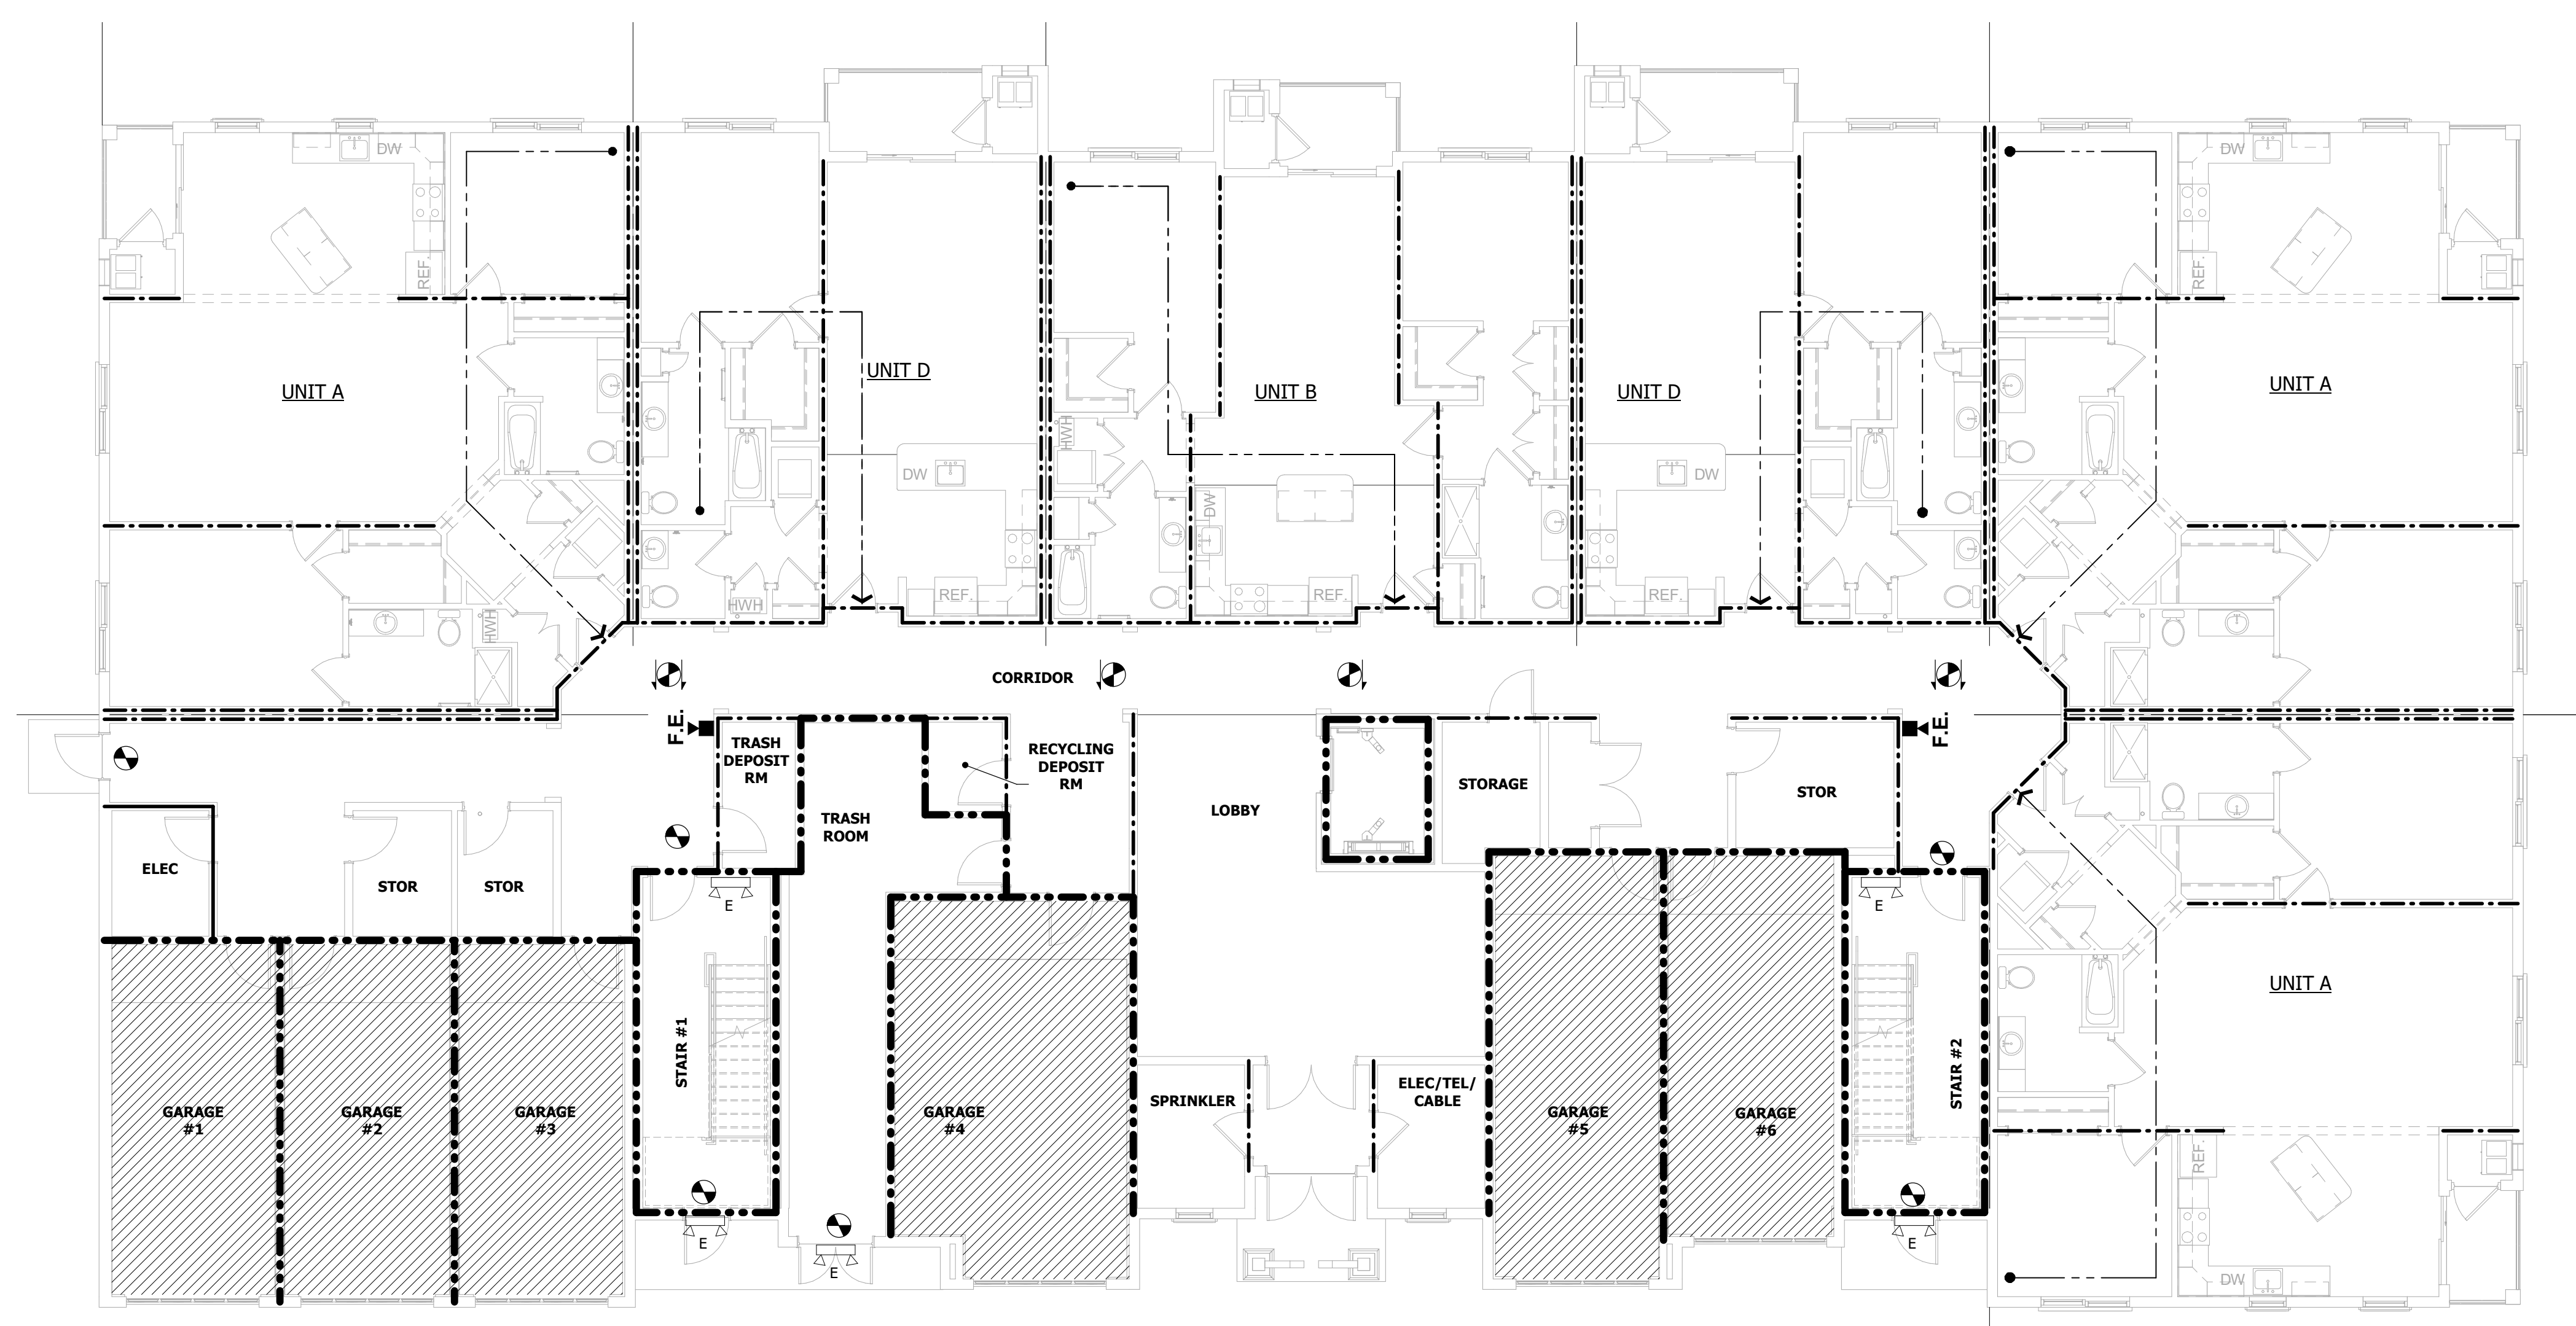 DW
REF.
UNIT A
HWH
UNIT D
DW
REF.
HWH
HWH
UNIT B
DW
REF.
UNIT D
DW
REF.
DW
REF.
UNIT A
CORRIDOR
F.E.
TRASH
DEPOSIT
RM
TRASH
ROOM
RECYCLING
DEPOSIT
RM
LOBBY
STORAGE
STOR
F.E.
ELEC
STOR
STOR
E
E
STAIR #1
STAIR #2
UNIT A
SPRINKLER
ELEC/TEL/
CABLE
GARAGE
#1
GARAGE
#2
GARAGE
#3
GARAGE
#4
GARAGE
#5
GARAGE
#6
REF.
DW
E
E
E